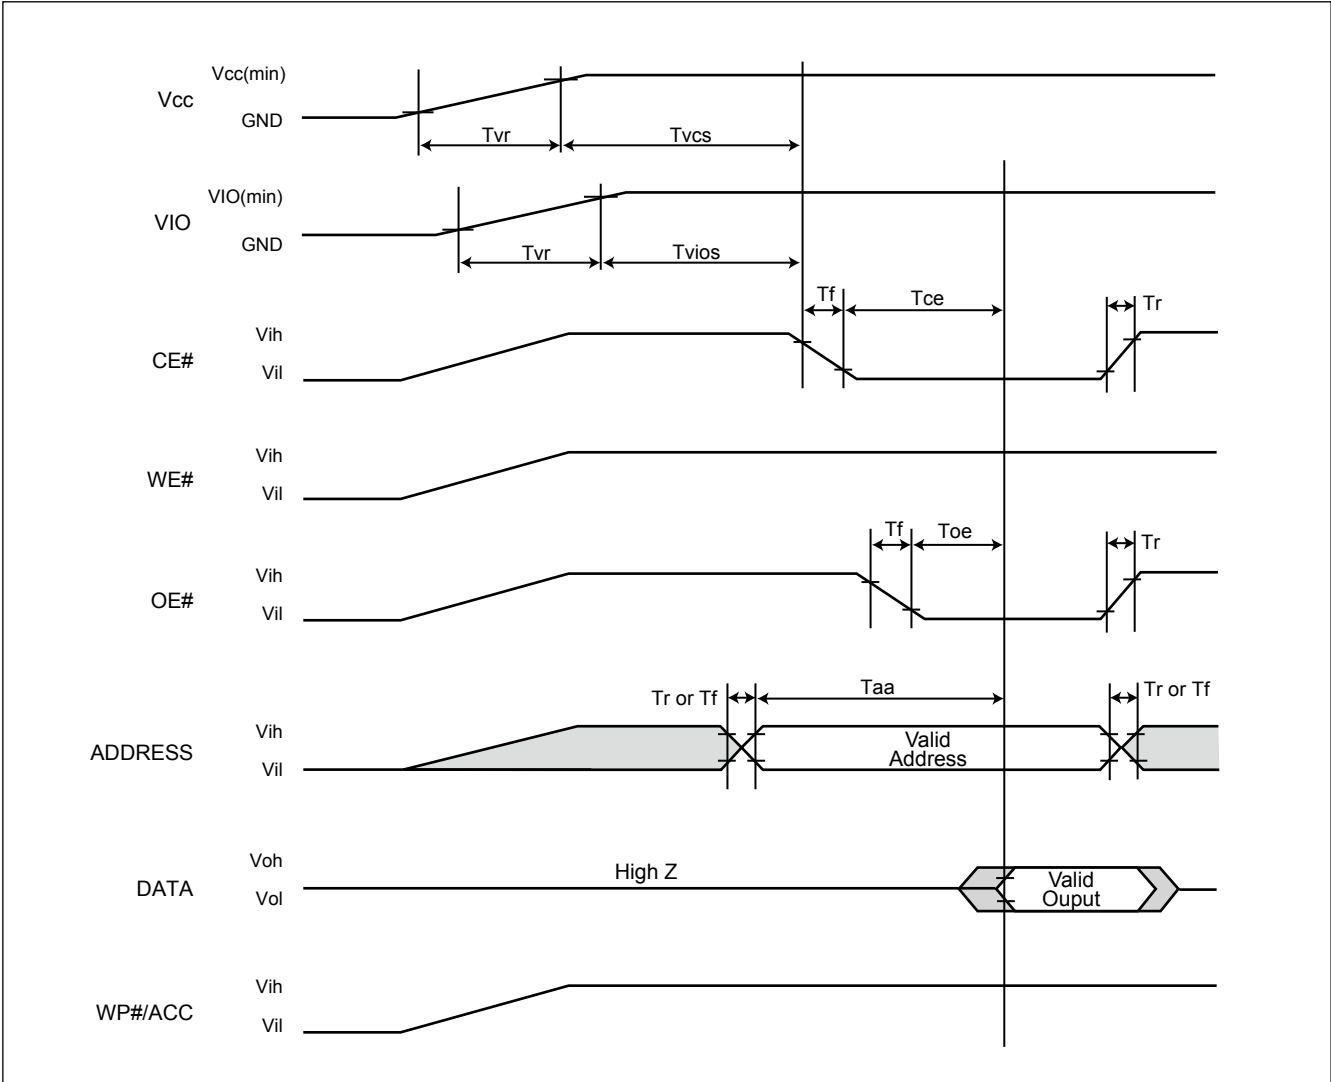 Vcc(min)
Vcc
GND
Tvr
Tvcs
VIO(min)
VIO
GND
Tvr
Tvios
Tf
Tce
Tr
Vih
CE#
Vil
Vih
WE#
Vil
Tf
Toe
Tr
Vih
OE#
Vil
Tr or Tf
Taa
Tr or Tf
Vih
ADDRESS
Vil
Valid
Address
Voh
DATA
Vol
High Z
Valid
Ouput
Vih
WP#/ACC
Vil